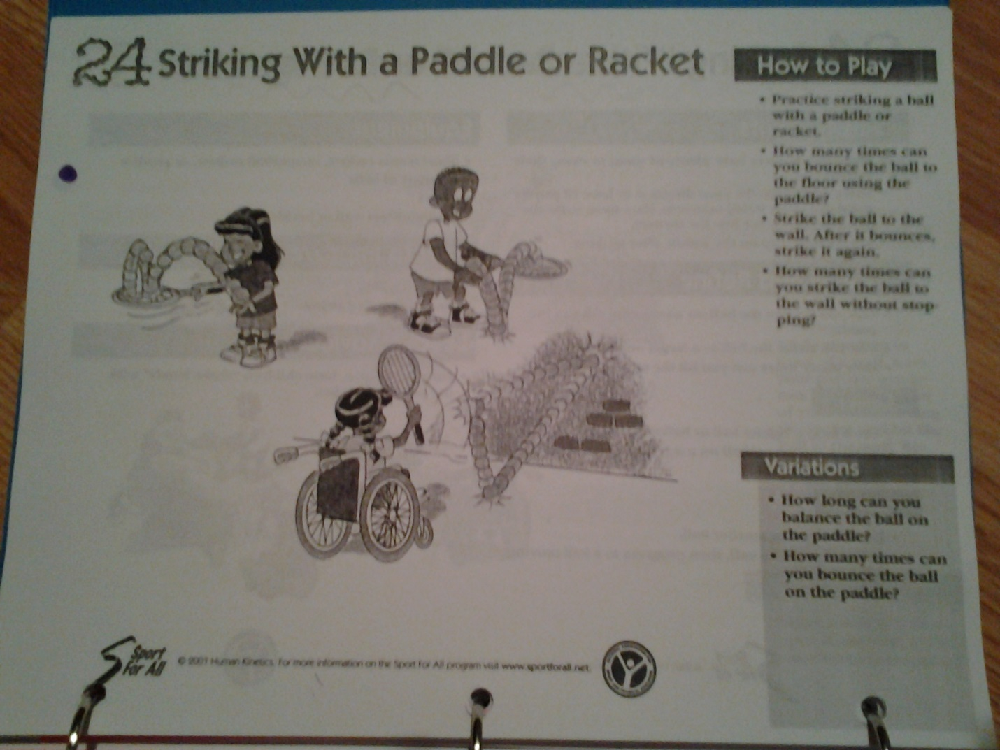 24 Striking With a Paddle or Racket
How to Play
• Practice striking a ball
with a paddle or
racket.
• How many times can
you bounce the ball to
the floor using the
paddle?
• Strike the ball to the
wall. After it bounces,
strike it again.
• How many times can
you strike the ball to
the wall without stop-
ping?
Variations
• How long can you
balance the ball on
the paddle?
• How many times can
you bounce the ball
on the paddle?
Sport
For All
© 2001 Human Kinetics. For more information on the Sport For All program visit www.sportforall.net.